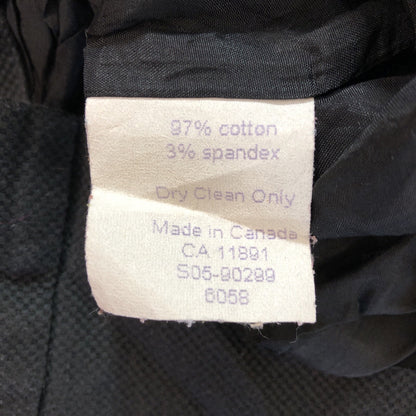 97% cotton
3% spandex
Dry Clean Only
Made in Canada
CA 11891
S05-90299
6058